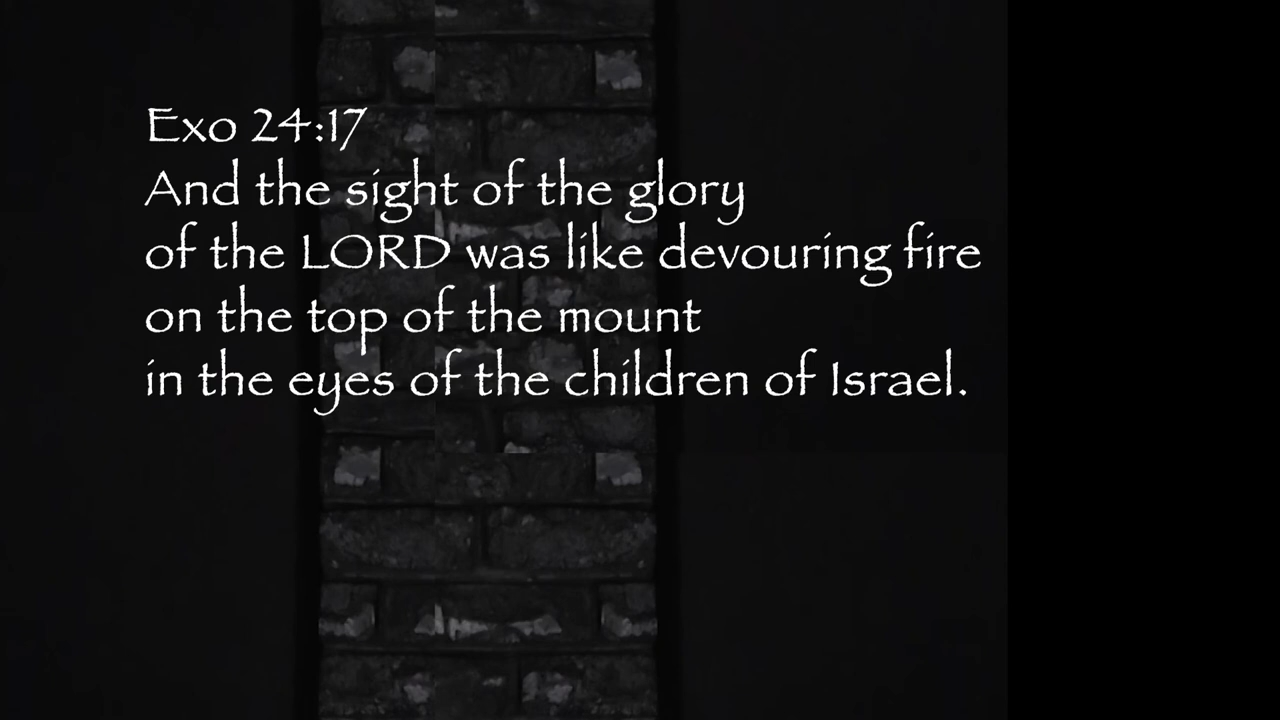 Exo 24:17
And the sight of the glory
of the LORD was like devouring fire
on the top of the mount
in the eyes of the children of Israel.